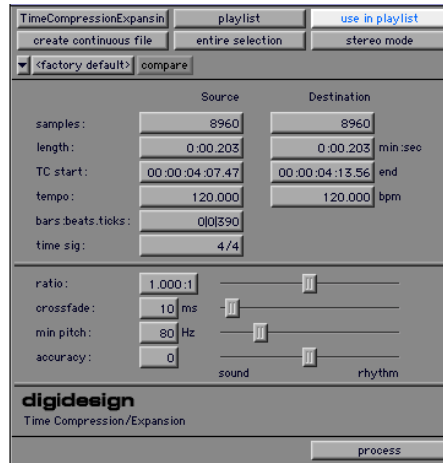 TimeCompressionExpansin playlist use in playlist
create continuous file entire selection stereo mode
<factory default> compare
Source Destination
samples: 8960 8960
length: 0:00.203 0:00.203 min:sec
TC start: 00:00:04:07.47 00:00:04:13.56 end
tempo: 120.000 120.000 bpm
bars:beats.ticks: 0|0|390
time sig: 4/4
ratio: 1.000:1
crossfade: 10 ms
min pitch: 80 Hz
accuracy: 0
sound rhythm
digidesign
Time Compression/Expansion
process